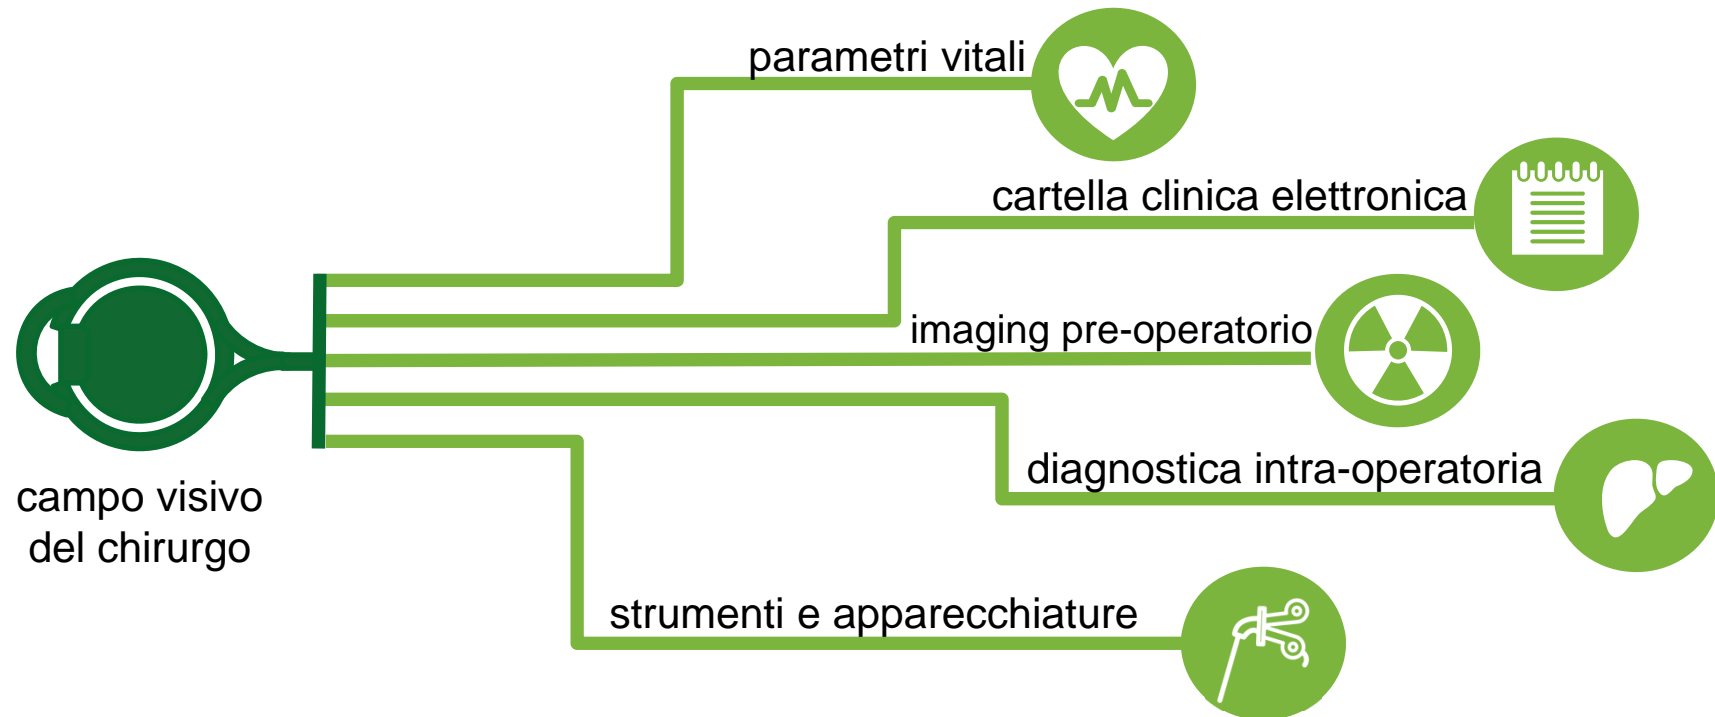 parametri vitali
cartella clinica elettronica
imaging pre-operatorio
diagnostica intra-operatoria
campo visivo
del chirurgo
strumenti e apparecchiature